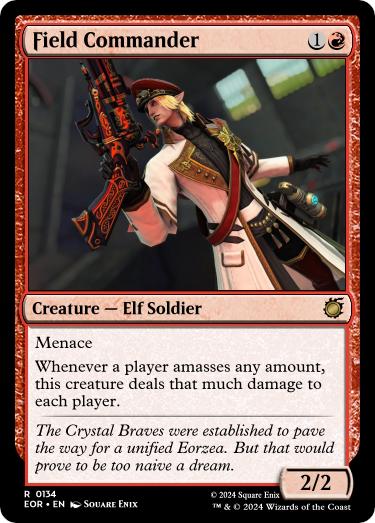 Field Commander 1
Creature — Elf Soldier
Menace
Whenever a player amasses any amount,
this creature deals that much damage to
each player.
The Crystal Braves were established to pave
the way for a unified Eorzea. But that would
prove to be too naive a dream.
2/2
R 0134
EOR • EN SQUARE ENIX
© 2024 Square Enix
™ & © 2024 Wizards of the Coast